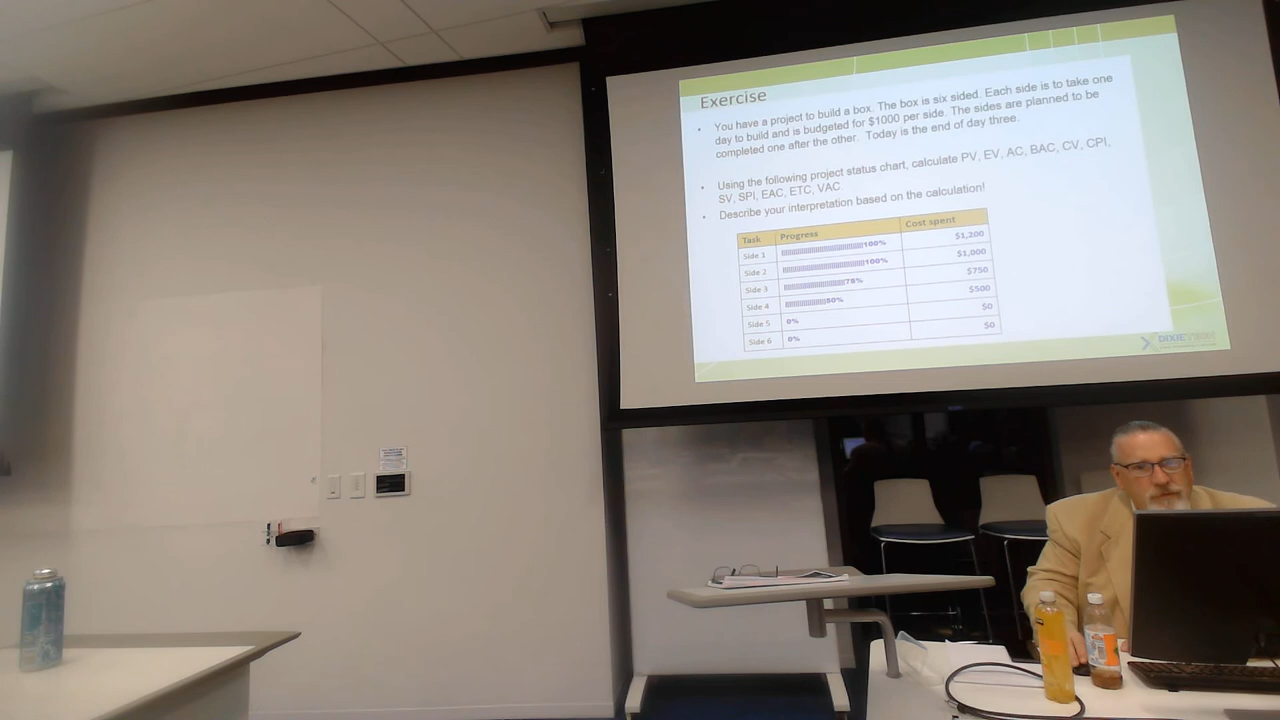 Exercise
• You have a project to build a box. The box is six sided. Each side is to take one
day to build and is budgeted for $1000 per side. The sides are planned to be
completed one after the other. Today is the end of day three.
• Using the following project status chart, calculate PV, EV, AC, BAC, CV, CPI,
SV, SPI, EAC, ETC, VAC.
• Describe your interpretation based on the calculation!
Task Progress Cost spent
Side 1 100% $1,200
Side 2 100% $1,000
Side 3 75% $750
Side 4 50% $500
Side 5 0% $0
Side 6 0% $0
DIXIE